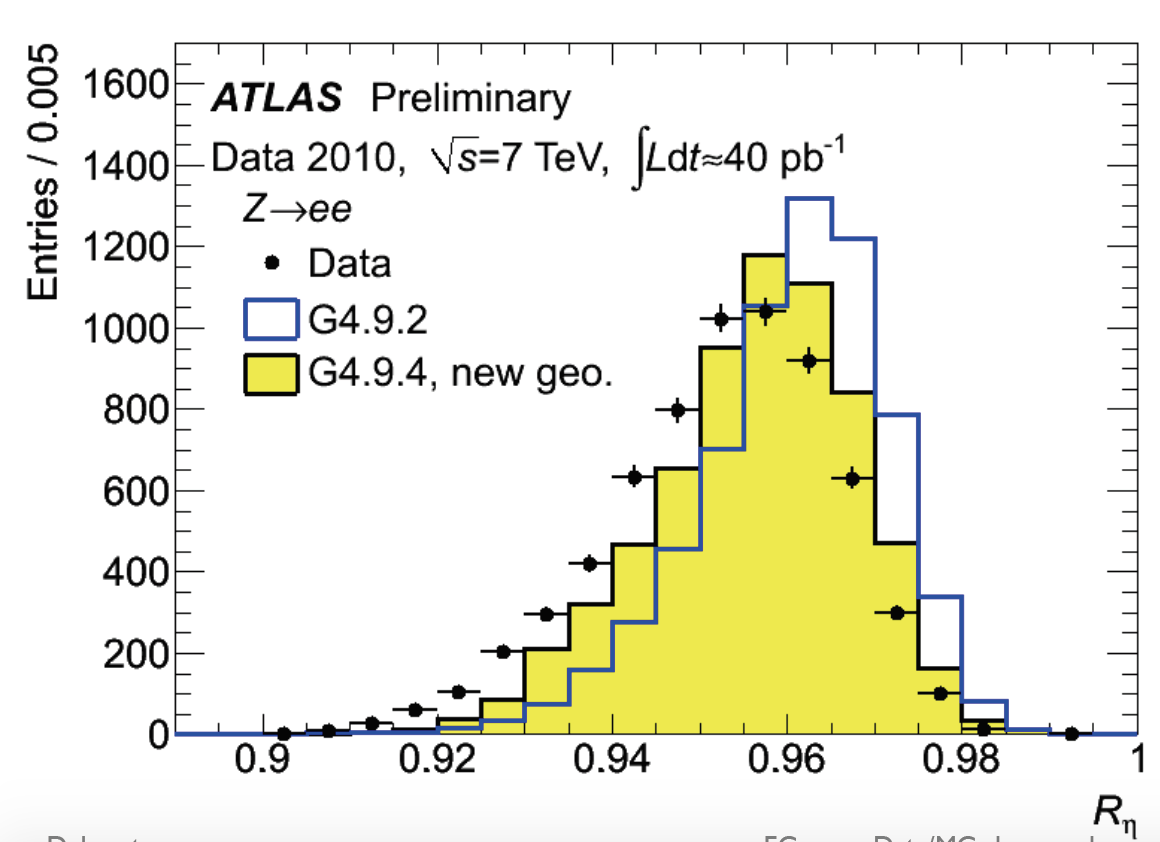 Entries / 0.005
1600
1400
1200
1000
800
600
400
200
0
ATLAS Preliminary
Data 2010, √s=7 TeV, ∫Ldt≈40 pb⁻¹
Z→ee
Data
G4.9.2
G4.9.4, new geo.
0.9 0.92 0.94 0.96 0.98 1
Rη